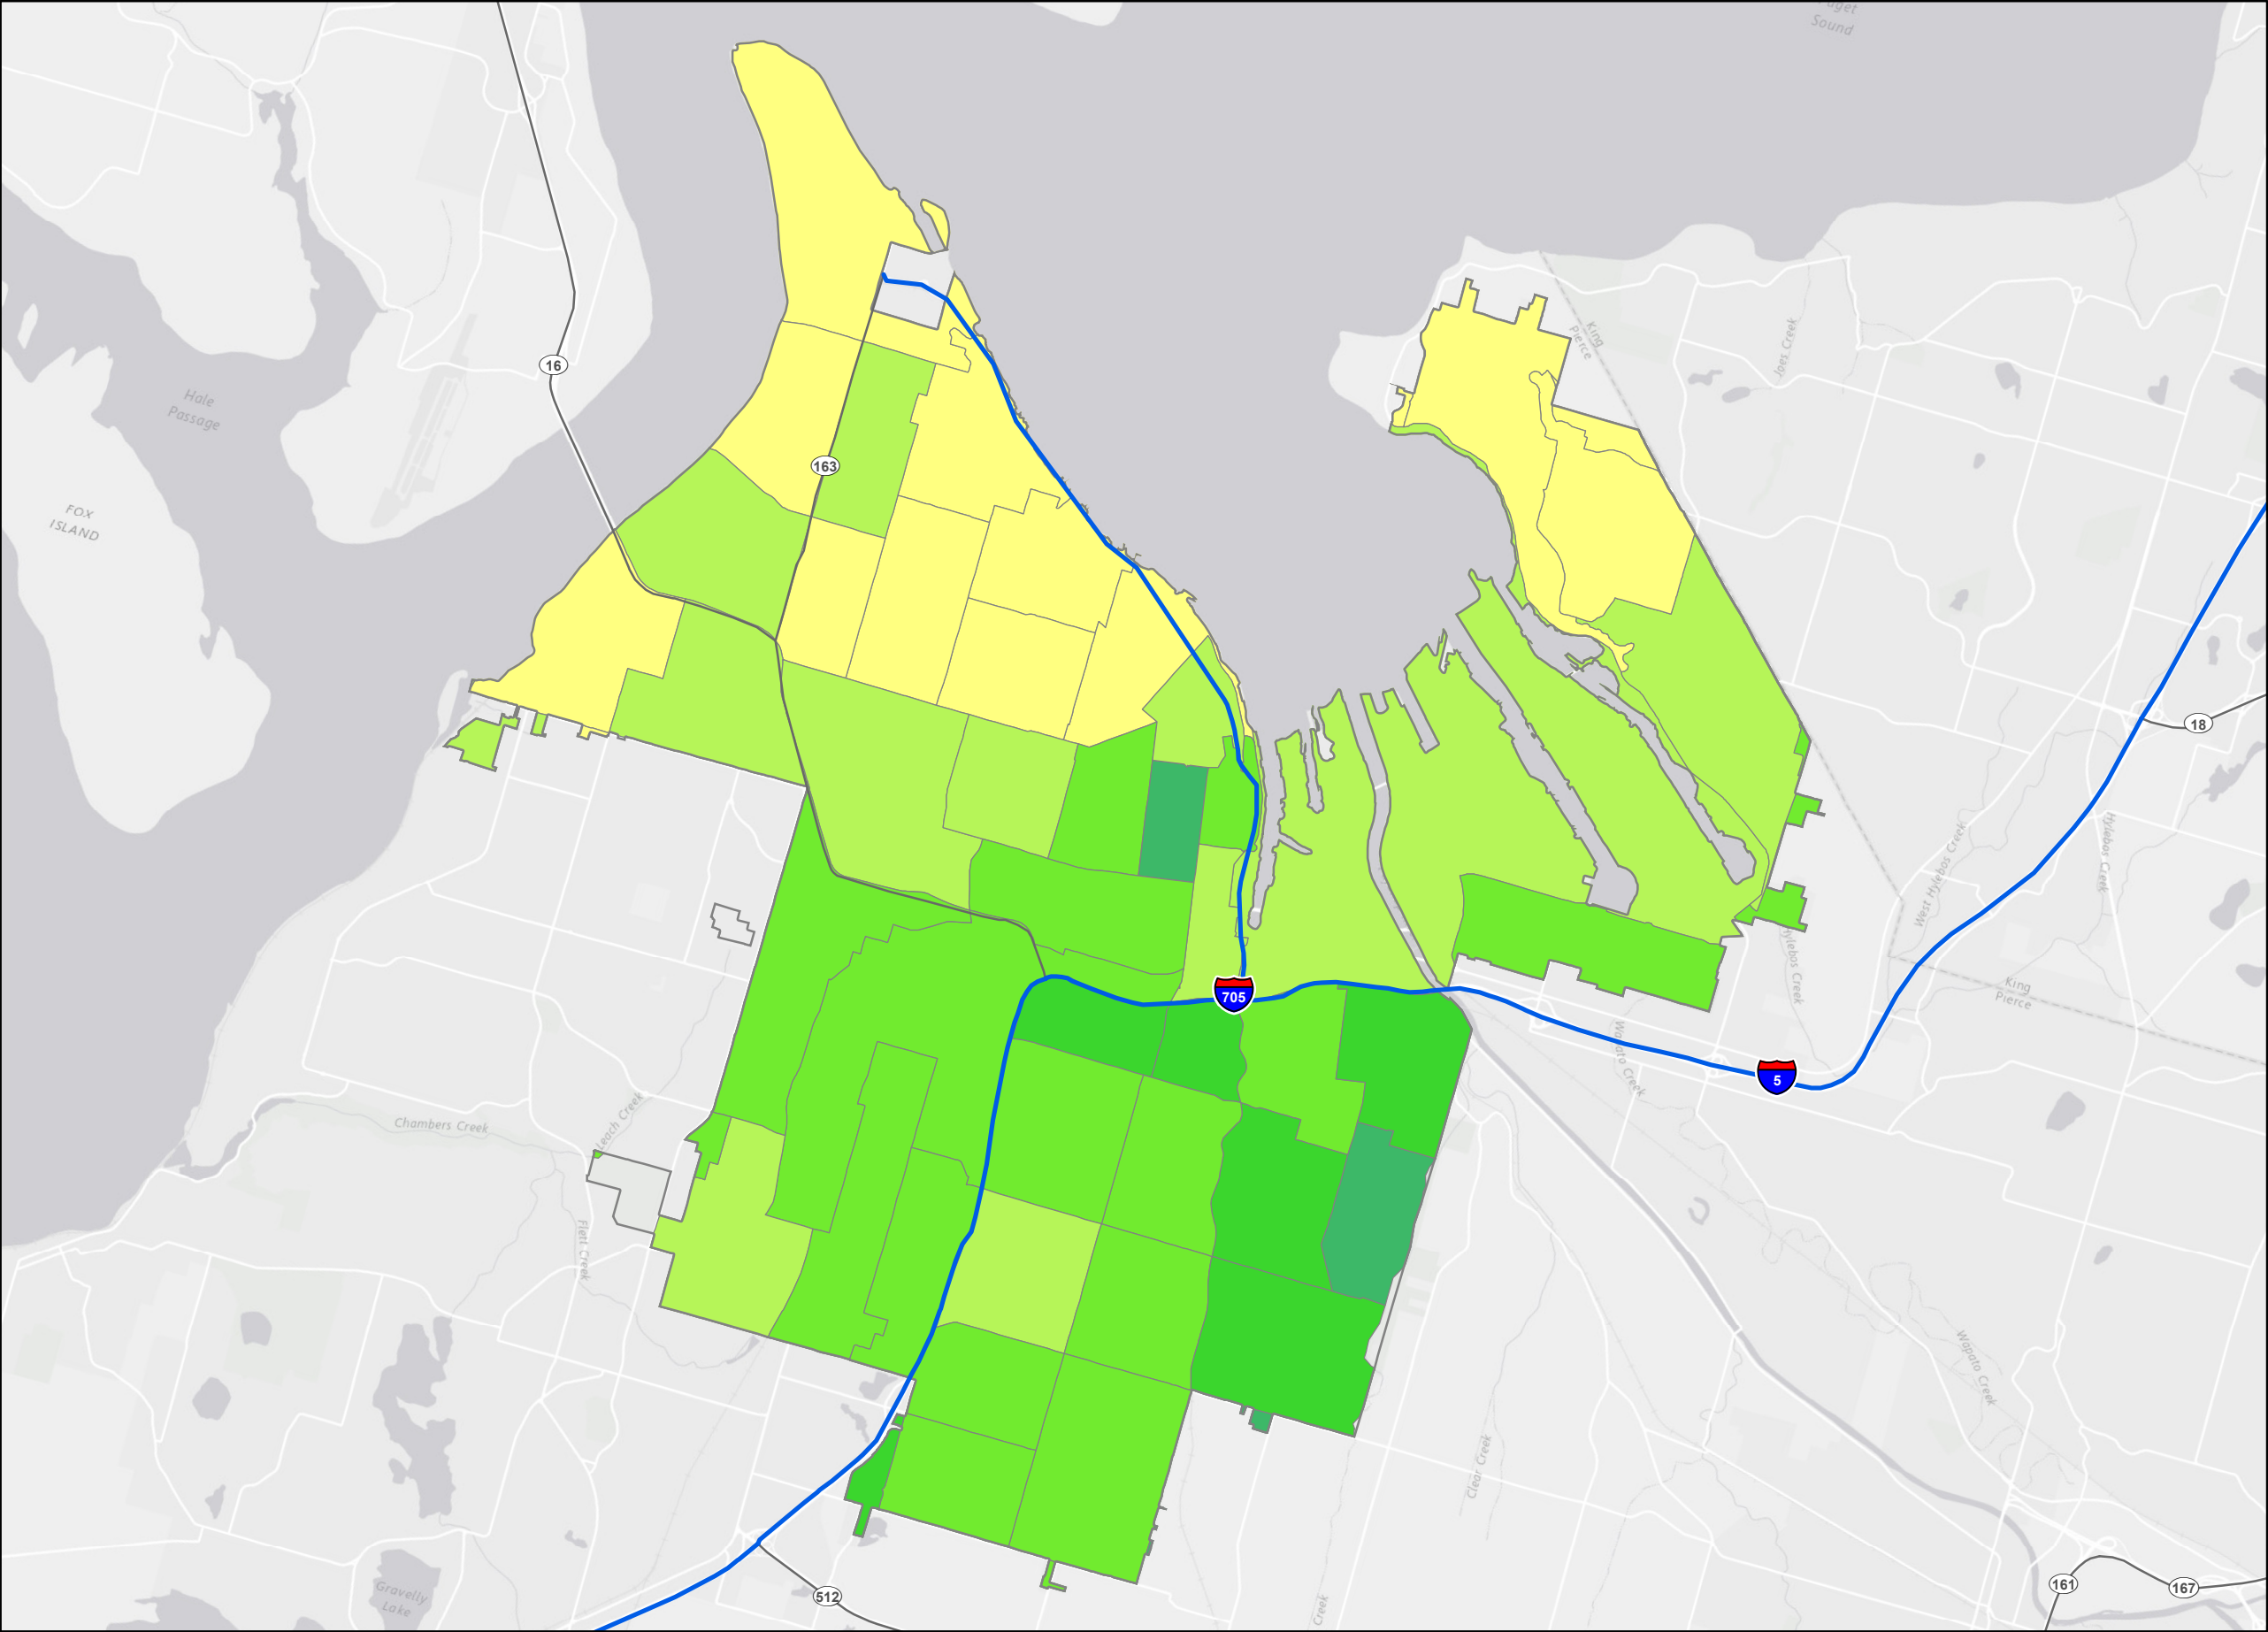 Puget
Sound
King
Pierce
Joes Creek
16
Hale
Passage
163
FOX
ISLAND
18
Hylebos Creek
West Hylebos Creek
Hylebos Creek
705
King
Pierce
Wapato Creek
5
Leach Creek
Chambers Creek
Flett Creek
Wapato Creek
Clear Creek
Gravelly
Lake
512
Creek
161
167